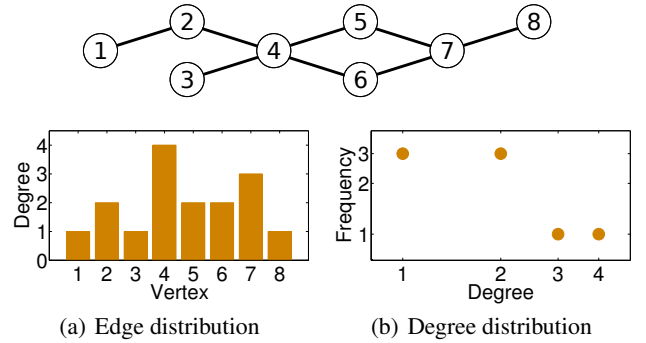 2 5 8
1 4 7
3 6
4
3
2
1
0
Degree
1 2 3 4 5 6 7 8
Vertex
(a) Edge distribution
3
2
1
Frequency
1 2 3 4
Degree
(b) Degree distribution